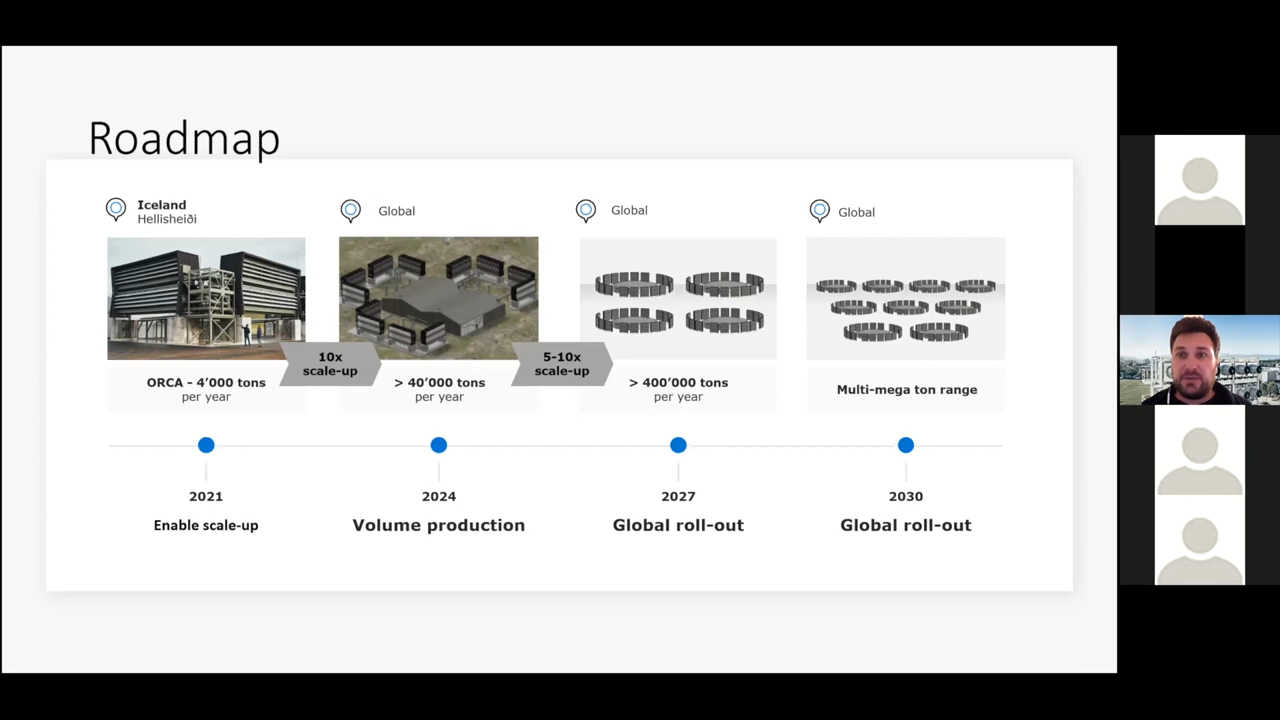 Roadmap
Iceland
Hellisheiði
Global
Global
Global
10x
scale-up
5-10x
scale-up
ORCA - 4’000 tons
per year
> 40’000 tons
per year
> 400’000 tons
per year
Multi-mega ton range
2021
2024
2027
2030
Enable scale-up
Volume production
Global roll-out
Global roll-out